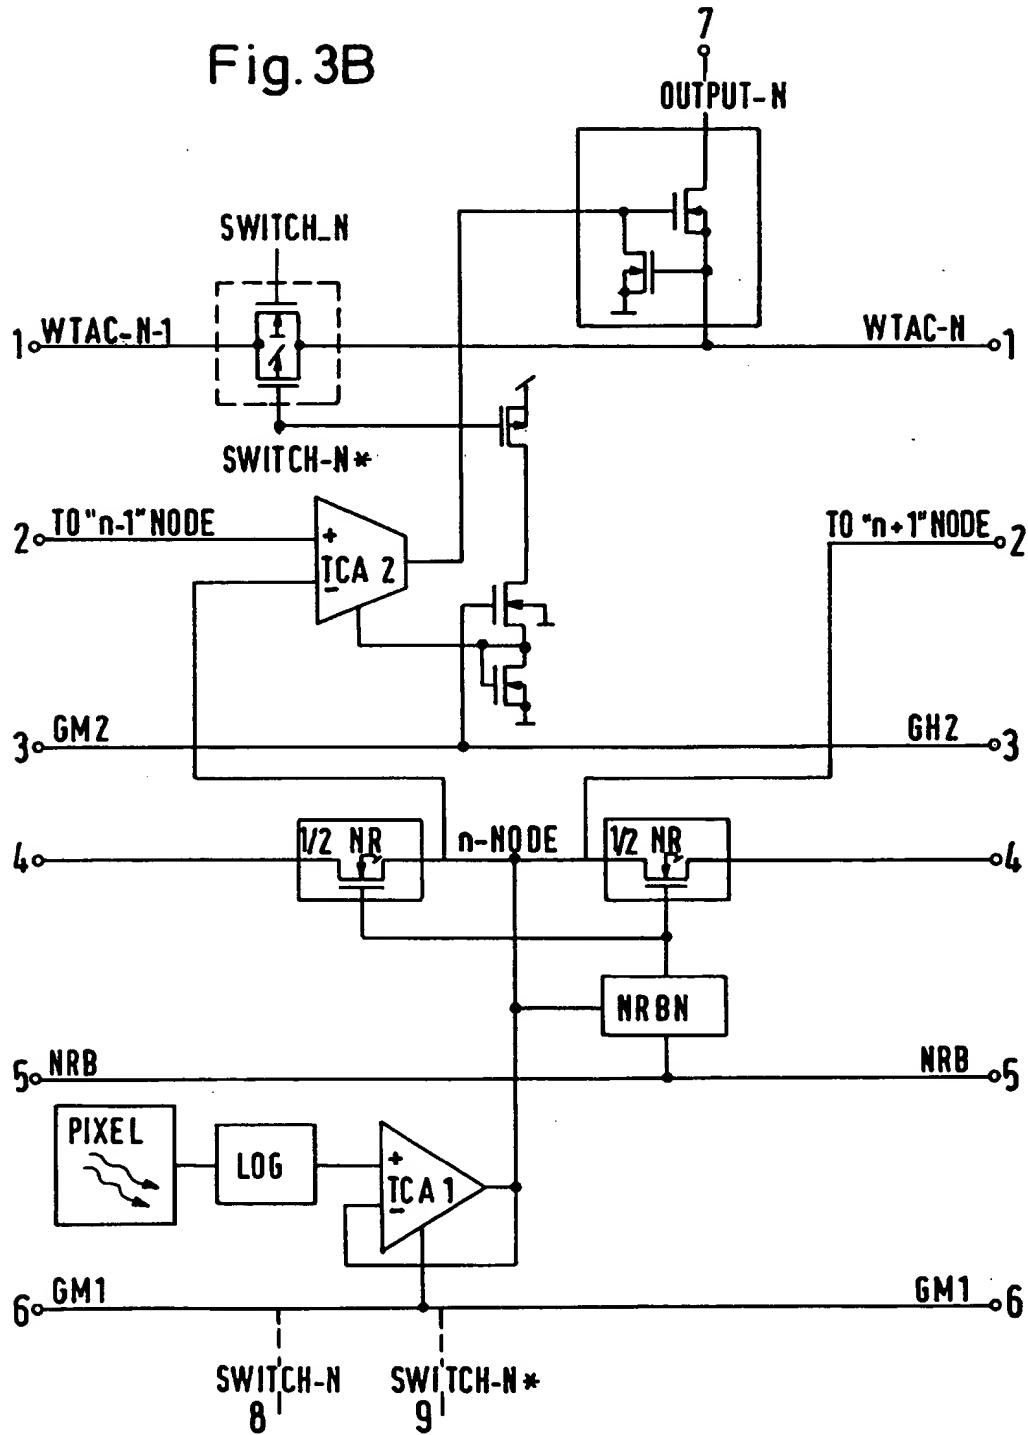 7
Fig. 3B
OUTPUT-N
SWITCH_N
1 WTAC-N-1
WTAC-N 1
SWITCH-N*
2 TO "n-1" NODE
TO "n+1" NODE 2
+
TCA 2
-
3 GM2
GH2 3
4
1/2 NR
n-NODE
1/2 NR
4
NRBN
5 NRB
NRB 5
PIXEL
LOG
+
TCA 1
-
6 GM1
GM1 6
SWITCH-N
SWITCH-N*
8
9